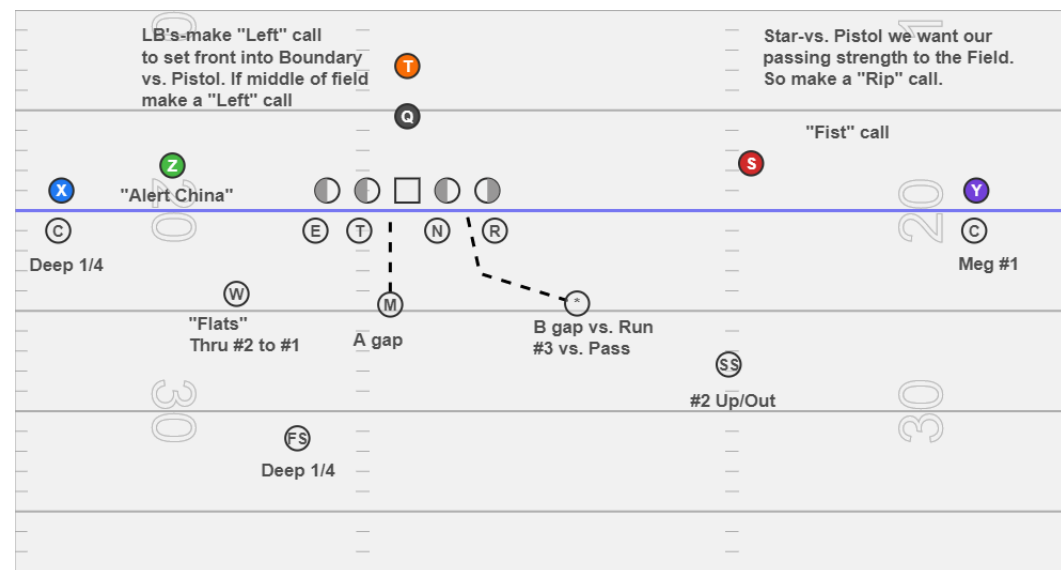 LB's-make "Left" call
to set front into Boundary
vs. Pistol. If middle of field
make a "Left" call
Star-vs. Pistol we want our
passing strength to the Field.
So make a "Rip" call.
T
Q
"Fist" call
Z
S
X
"Alert China"
Y
20
20
C
E
T
N
R
C
Deep 1/4
Meg #1
W
M
*
"Flats"
Thru #2 to #1
A gap
B gap vs. Run
#3 vs. Pass
SS
#2 Up/Out
30
30
FS
Deep 1/4